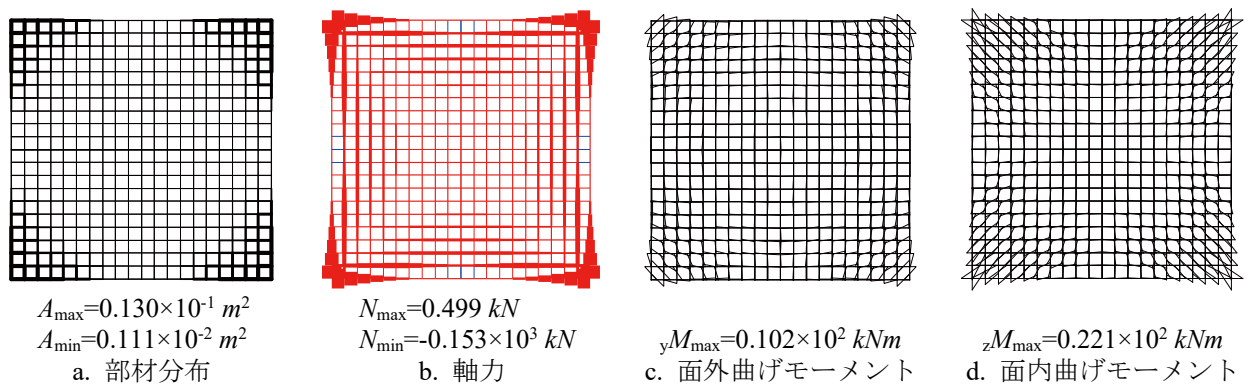 Amax=0.130×10-1 m2
Amin=0.111×10-2 m2
a. 部材分布
Nmax=0.499 kN
Nmin=-0.153×103 kN
b. 軸力
yMmax=0.102×102 kNm
c. 面外曲げモーメント
zMmax=0.221×102 kNm
d. 面内曲げモーメント